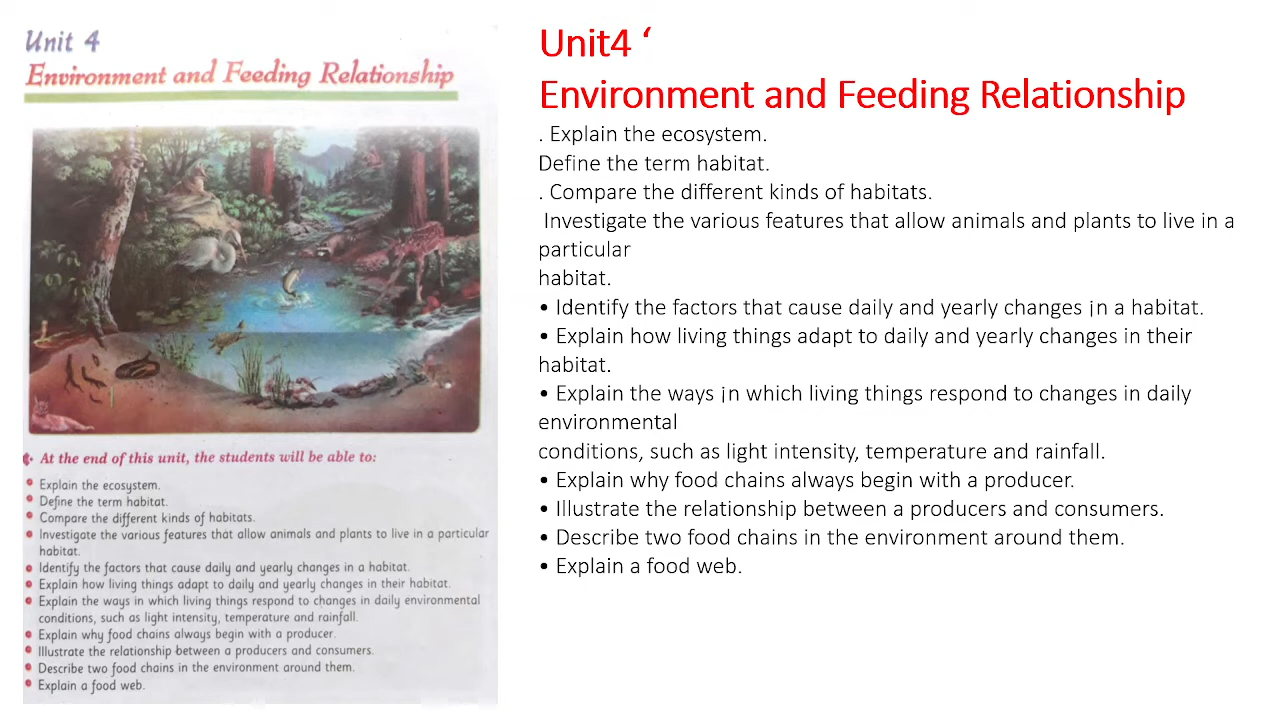 Unit 4
Environment and Feeding Relationship
At the end of this unit, the students will be able to:
Explain the ecosystem.
Define the term habitat.
Compare the different kinds of habitats.
Investigate the various features that allow animals and plants to live in a particular
habitat.
Identify the factors that cause daily and yearly changes in a habitat.
Explain how living things adapt to daily and yearly changes in their habitat.
Explain the ways in which living things respond to changes in daily environmental
conditions, such as light intensity, temperature and rainfall.
Explain why food chains always begin with a producer.
Illustrate the relationship between a producers and consumers.
Describe two food chains in the environment around them.
Explain a food web.
Unit4 ‘
Environment and Feeding Relationship
. Explain the ecosystem.
Define the term habitat.
. Compare the different kinds of habitats.
Investigate the various features that allow animals and plants to live in a
particular
habitat.
• Identify the factors that cause daily and yearly changes ¡n a habitat.
• Explain how living things adapt to daily and yearly changes in their
habitat.
• Explain the ways ¡n which living things respond to changes in daily
environmental
conditions, such as light intensity, temperature and rainfall.
• Explain why food chains always begin with a producer.
• Illustrate the relationship between a producers and consumers.
• Describe two food chains in the environment around them.
• Explain a food web.